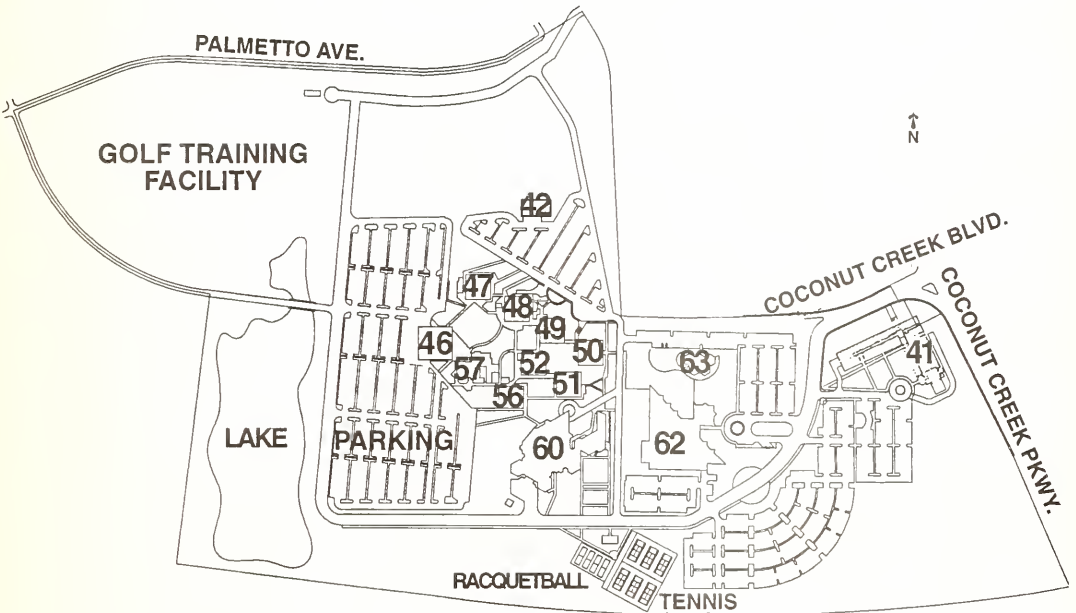 PALMETTO AVE.
N
GOLF TRAINING
FACILITY
42
COCONUT CREEK BLVD.
COCONUT CREEK PKWY.
47
48
49
46
50
63
41
57
52
51
56
LAKE
PARKING
60
62
RACQUETBALL
TENNIS